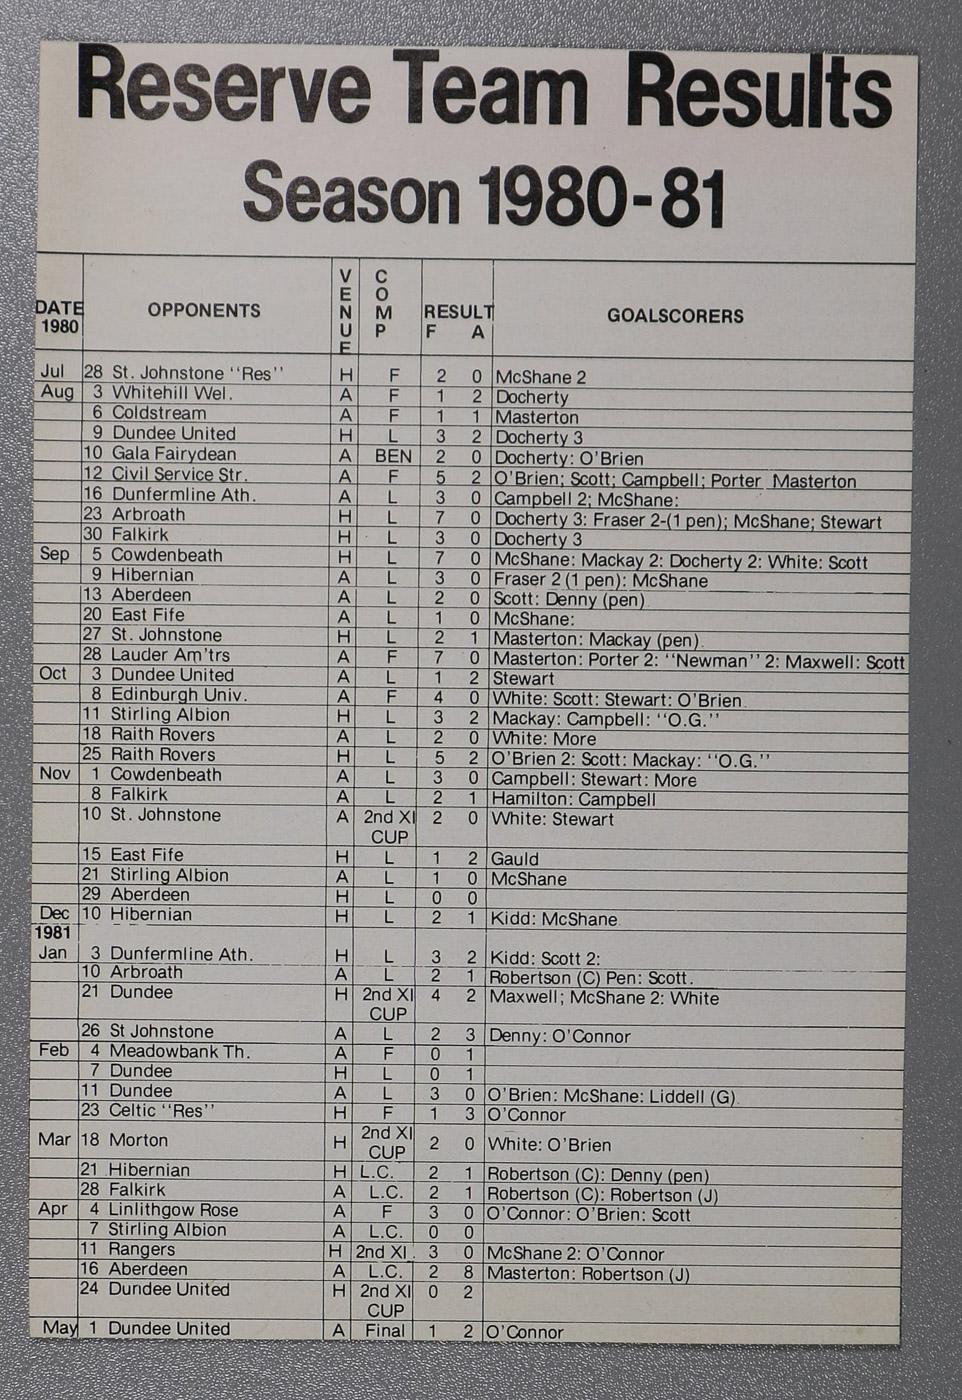 Reserve Team Results
Season 1980-81
DATE 1980 OPPONENTS VENUE COMP RESULT F A GOALSCORERS
Jul 28 St. Johnstone ‘‘Res’’ H F 2 0 McShane 2
Aug 3 Whitehill Wel. A F 1 2 Docherty
6 Coldstream A F 1 1 Masterton
9 Dundee United H L 3 2 Docherty 3
10 Gala Fairydean A BEN 2 0 Docherty: O'Brien
12 Civil Service Str. A F 5 2 O'Brien; Scott; Campbell; Porter Masterton
16 Dunfermline Ath. A L 3 0 Campbell 2; McShane:
23 Arbroath H L 7 0 Docherty 3: Fraser 2-(1 pen); McShane; Stewart
30 Falkirk H L 3 0 Docherty 3
Sep 5 Cowdenbeath H L 7 0 McShane: Mackay 2: Docherty 2: White: Scott
9 Hibernian A L 3 0 Fraser 2 (1 pen): McShane
13 Aberdeen A L 2 0 Scott: Denny (pen)
20 East Fife A L 1 0 McShane:
27 St. Johnstone H L 2 1 Masterton: Mackay (pen)
28 Lauder Am'trs A F 7 0 Masterton: Porter 2: ‘‘Newman’’ 2: Maxwell: Scott
Oct 3 Dundee United A L 1 2 Stewart
8 Edinburgh Univ. A F 4 0 White: Scott: Stewart: O'Brien
11 Stirling Albion H L 3 2 Mackay: Campbell: ‘‘O.G.’’
18 Raith Rovers A L 2 0 White: More
25 Raith Rovers H L 5 2 O'Brien 2: Scott: Mackay: ‘‘O.G.’’
Nov 1 Cowdenbeath A L 3 0 Campbell: Stewart: More
8 Falkirk A L 2 1 Hamilton: Campbell
10 St. Johnstone A 2nd XI CUP 2 0 White: Stewart
15 East Fife H L 1 2 Gauld
21 Stirling Albion A L 1 0 McShane
29 Aberdeen H L 0 0
Dec 10 Hibernian H L 2 1 Kidd: McShane
1981
Jan 3 Dunfermline Ath. H L 3 2 Kidd: Scott 2:
10 Arbroath A L 2 1 Robertson (C) Pen: Scott.
21 Dundee H 2nd XI CUP 4 2 Maxwell; McShane 2: White
26 St Johnstone A L 2 3 Denny: O'Connor
Feb 4 Meadowbank Th. A F 0 1
7 Dundee H L 0 1
11 Dundee A L 3 0 O'Brien: McShane: Liddell (G)
23 Celtic ‘‘Res’’ H F 1 3 O'Connor
Mar 18 Morton H 2nd XI CUP 2 0 White: O'Brien
21 Hibernian H L.C. 2 1 Robertson (C): Denny (pen)
28 Falkirk A L.C. 2 1 Robertson (C): Robertson (J)
Apr 4 Linlithgow Rose A F 3 0 O'Connor: O'Brien: Scott
7 Stirling Albion A L.C. 0 0
11 Rangers H 2nd XI. 3 0 McShane 2: O'Connor
16 Aberdeen A L.C. 2 8 Masterton: Robertson (J)
24 Dundee United H 2nd XI CUP 0 2
May 1 Dundee United A Final 1 2 O'Connor